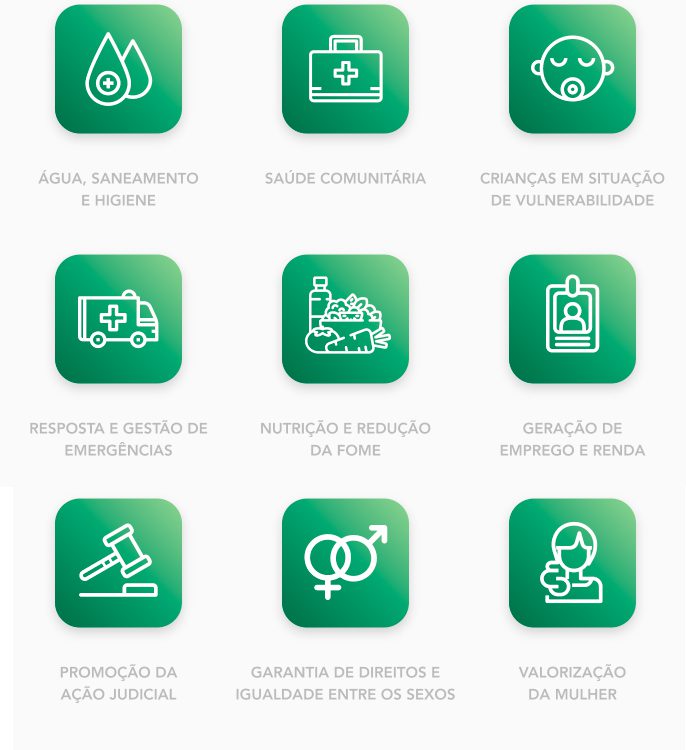 ÁGUA, SANEAMENTO
E HIGIENE
SAÚDE COMUNITÁRIA
CRIANÇAS EM SITUAÇÃO
DE VULNERABILIDADE
RESPOSTA E GESTÃO DE
EMERGÊNCIAS
NUTRIÇÃO E REDUÇÃO
DA FOME
GERAÇÃO DE
EMPREGO E RENDA
PROMOÇÃO DA
AÇÃO JUDICIAL
GARANTIA DE DIREITOS E
IGUALDADE ENTRE OS SEXOS
VALORIZAÇÃO
DA MULHER